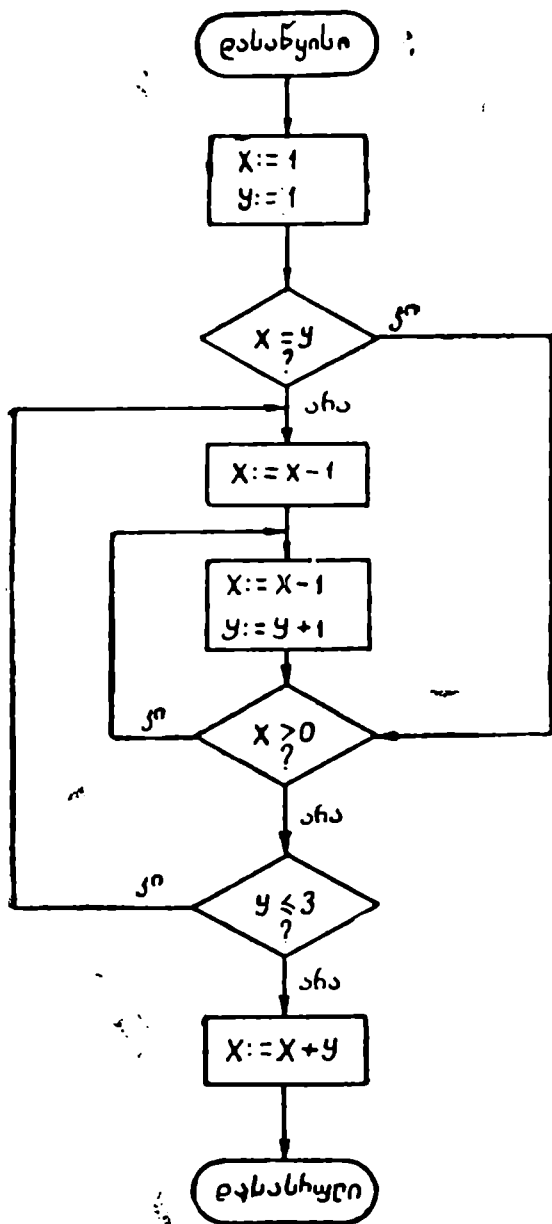 დასაწყისი
X:=1
y:=1
X=y
?
კი
არა
X:=X-1
X:=X-1
y:=y+1
X>0
?
კი
არა
y≤3
?
კი
არა
X:=X+y
დასასრული